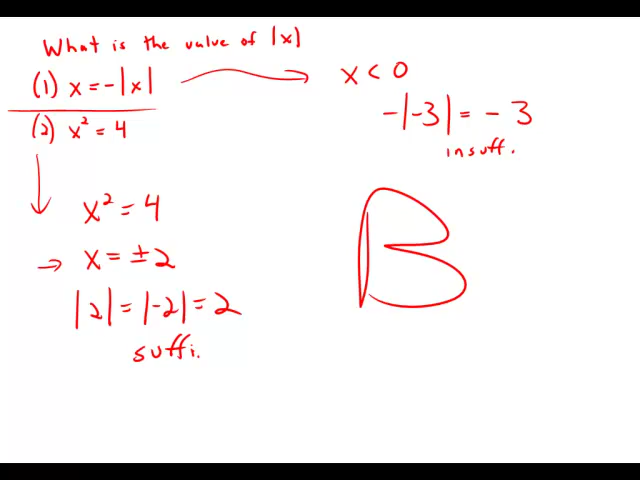 What is the value of |x|
(1) x = -|x|
x < 0
-|-3| = - 3
insuff.
(2) x² = 4
x² = 4
⇒ x = ±2
|2| = |-2| = 2
suffi.
B